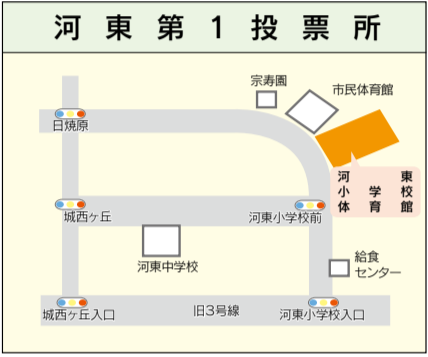 河東第1投票所
宗寿園
市民体育館
日焼原
河東
小学校
体育館
城西ヶ丘
河東小学校前
河東中学校
給食
センター
旧3号線
城西ヶ丘入口
河東小学校入口